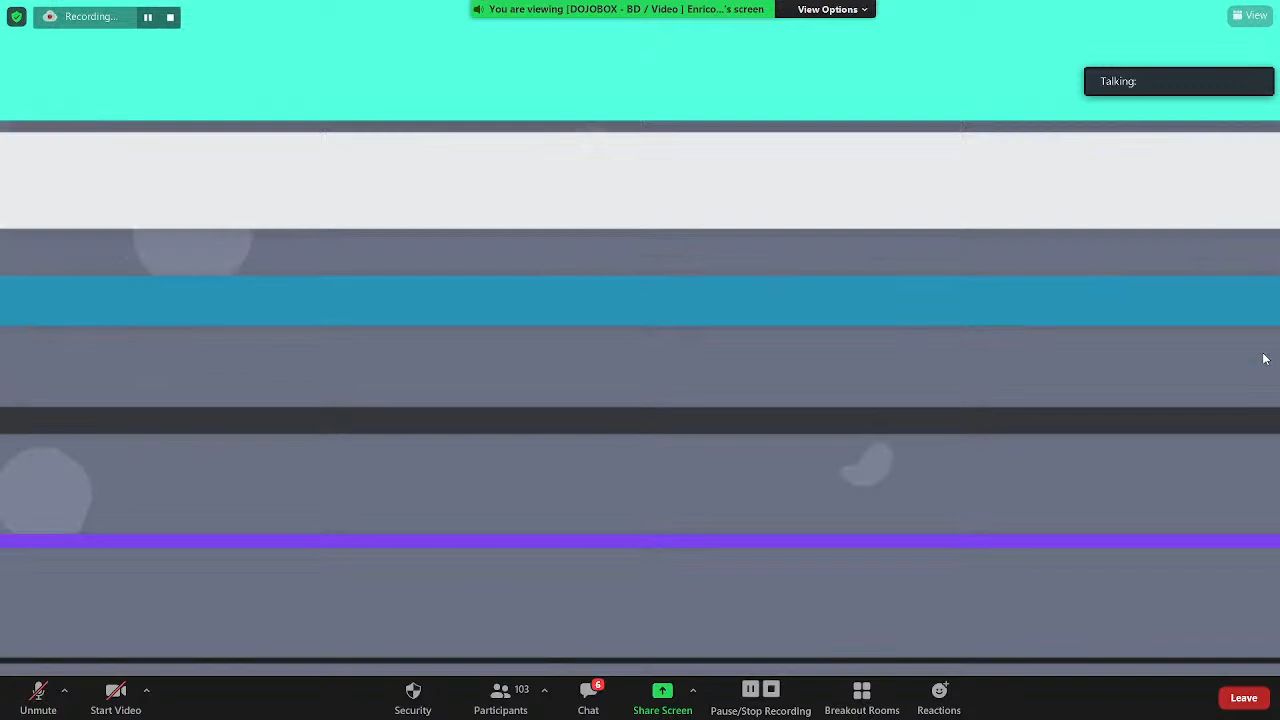 Recording...
You are viewing [DOJOBOX - BD / Video ] Enrico...'s screen
View Options
View
Talking:
Unmute
Start Video
Security
Participants
103
Chat
6
Share Screen
Pause/Stop Recording
Breakout Rooms
Reactions
Leave